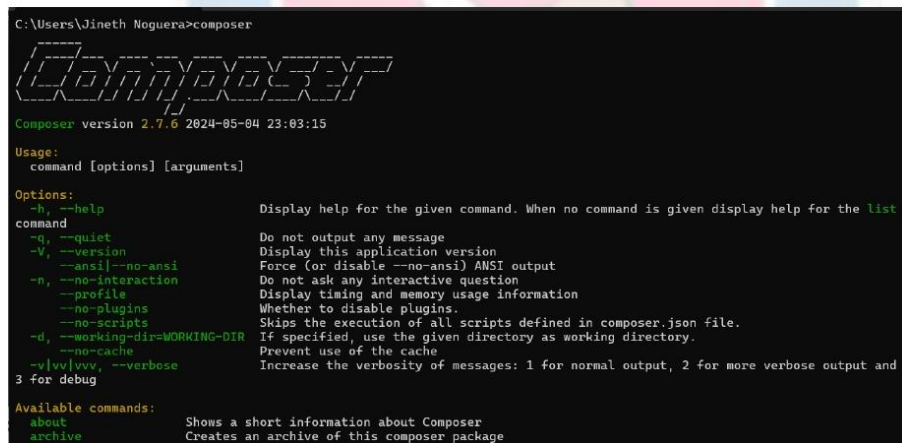 C:\Users\Jineth Noguera>composer
Composer
Composer version 2.7.6 2024-05-04 23:03:15
Usage:
command [options] [arguments]
Options:
-h, --help Display help for the given command. When no command is given display help for the list
command
-q, --quiet Do not output any message
-V, --version Display this application version
--ansi|--no-ansi Force (or disable --no-ansi) ANSI output
-n, --no-interaction Do not ask any interactive question
--profile Display timing and memory usage information
--no-plugins Whether to disable plugins.
--no-scripts Skips the execution of all scripts defined in composer.json file.
-d, --working-dir=WORKING-DIR If specified, use the given directory as working directory.
--no-cache Prevent use of the cache
-v|vv|vvv, --verbose Increase the verbosity of messages: 1 for normal output, 2 for more verbose output and
3 for debug
Available commands:
about Shows a short information about Composer
archive Creates an archive of this composer package